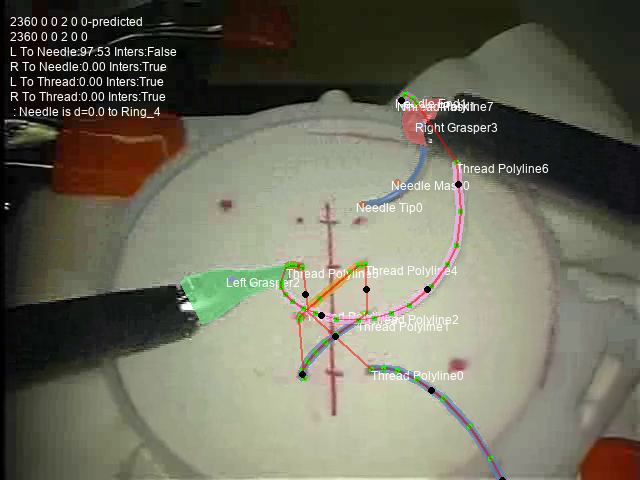 2360 0 0 2 0 0-predicted
2360 0 0 2 0 0
L To Needle:97.53 Inters:False
R To Needle:0.00 Inters:True
L To Thread:0.00 Inters:True
R To Thread:0.00 Inters:True
: Needle is d=0.0 to Ring_4
Needle End1
Polyline7
Right Grasper3
Thread Polyline6
Needle Mask0
Needle Tip0
Thread Polyline4
Left Grasper2
Thread Polyline2
Thread Polyline1
Thread Polyline0